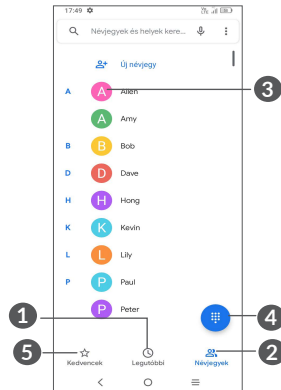 17:49
Névjegyek és helyek kere...
Új névjegy
A
A
Allen
A
Amy
B
B
Bob
D
D
Dave
H
H
Hong
K
K
Kevin
L
L
Lily
P
P
Paul
P
Peter
Kedvencek
Legutóbbi
Névjegyek
3
1
4
5
2